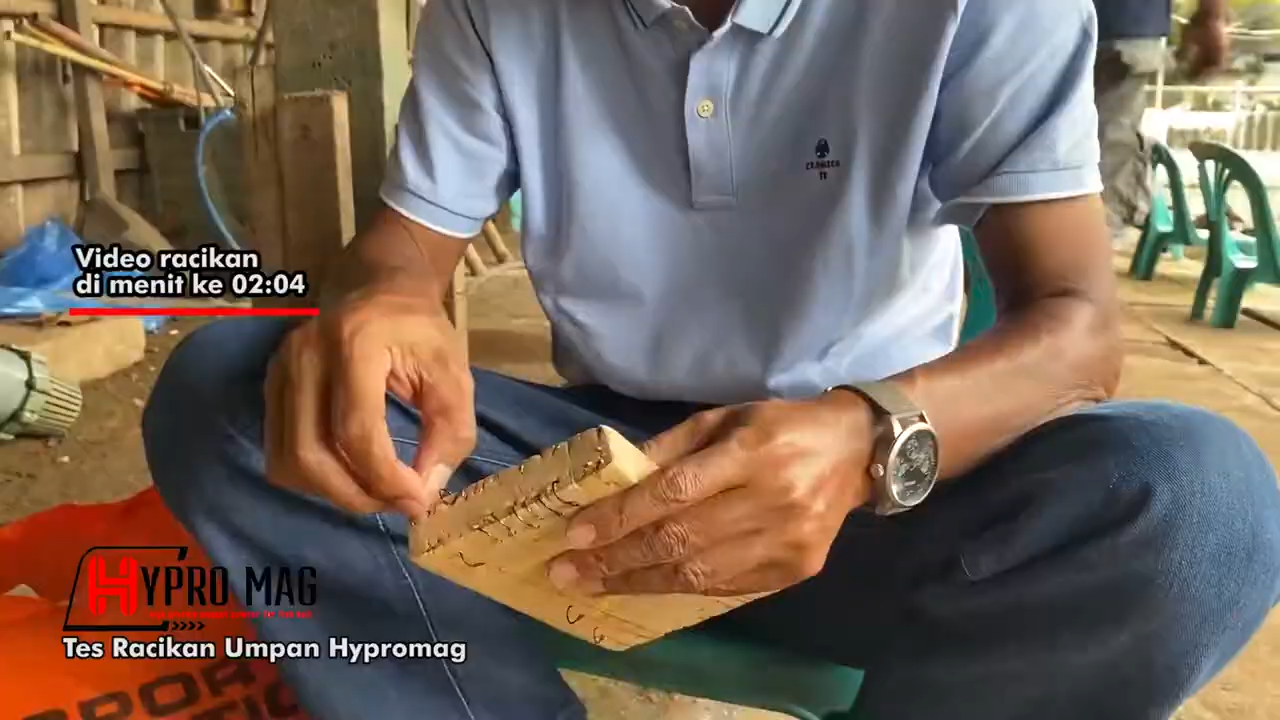 Video racikan
di menit ke 02:04
HYPRO MAG
Tes Racikan Umpan Hypromag